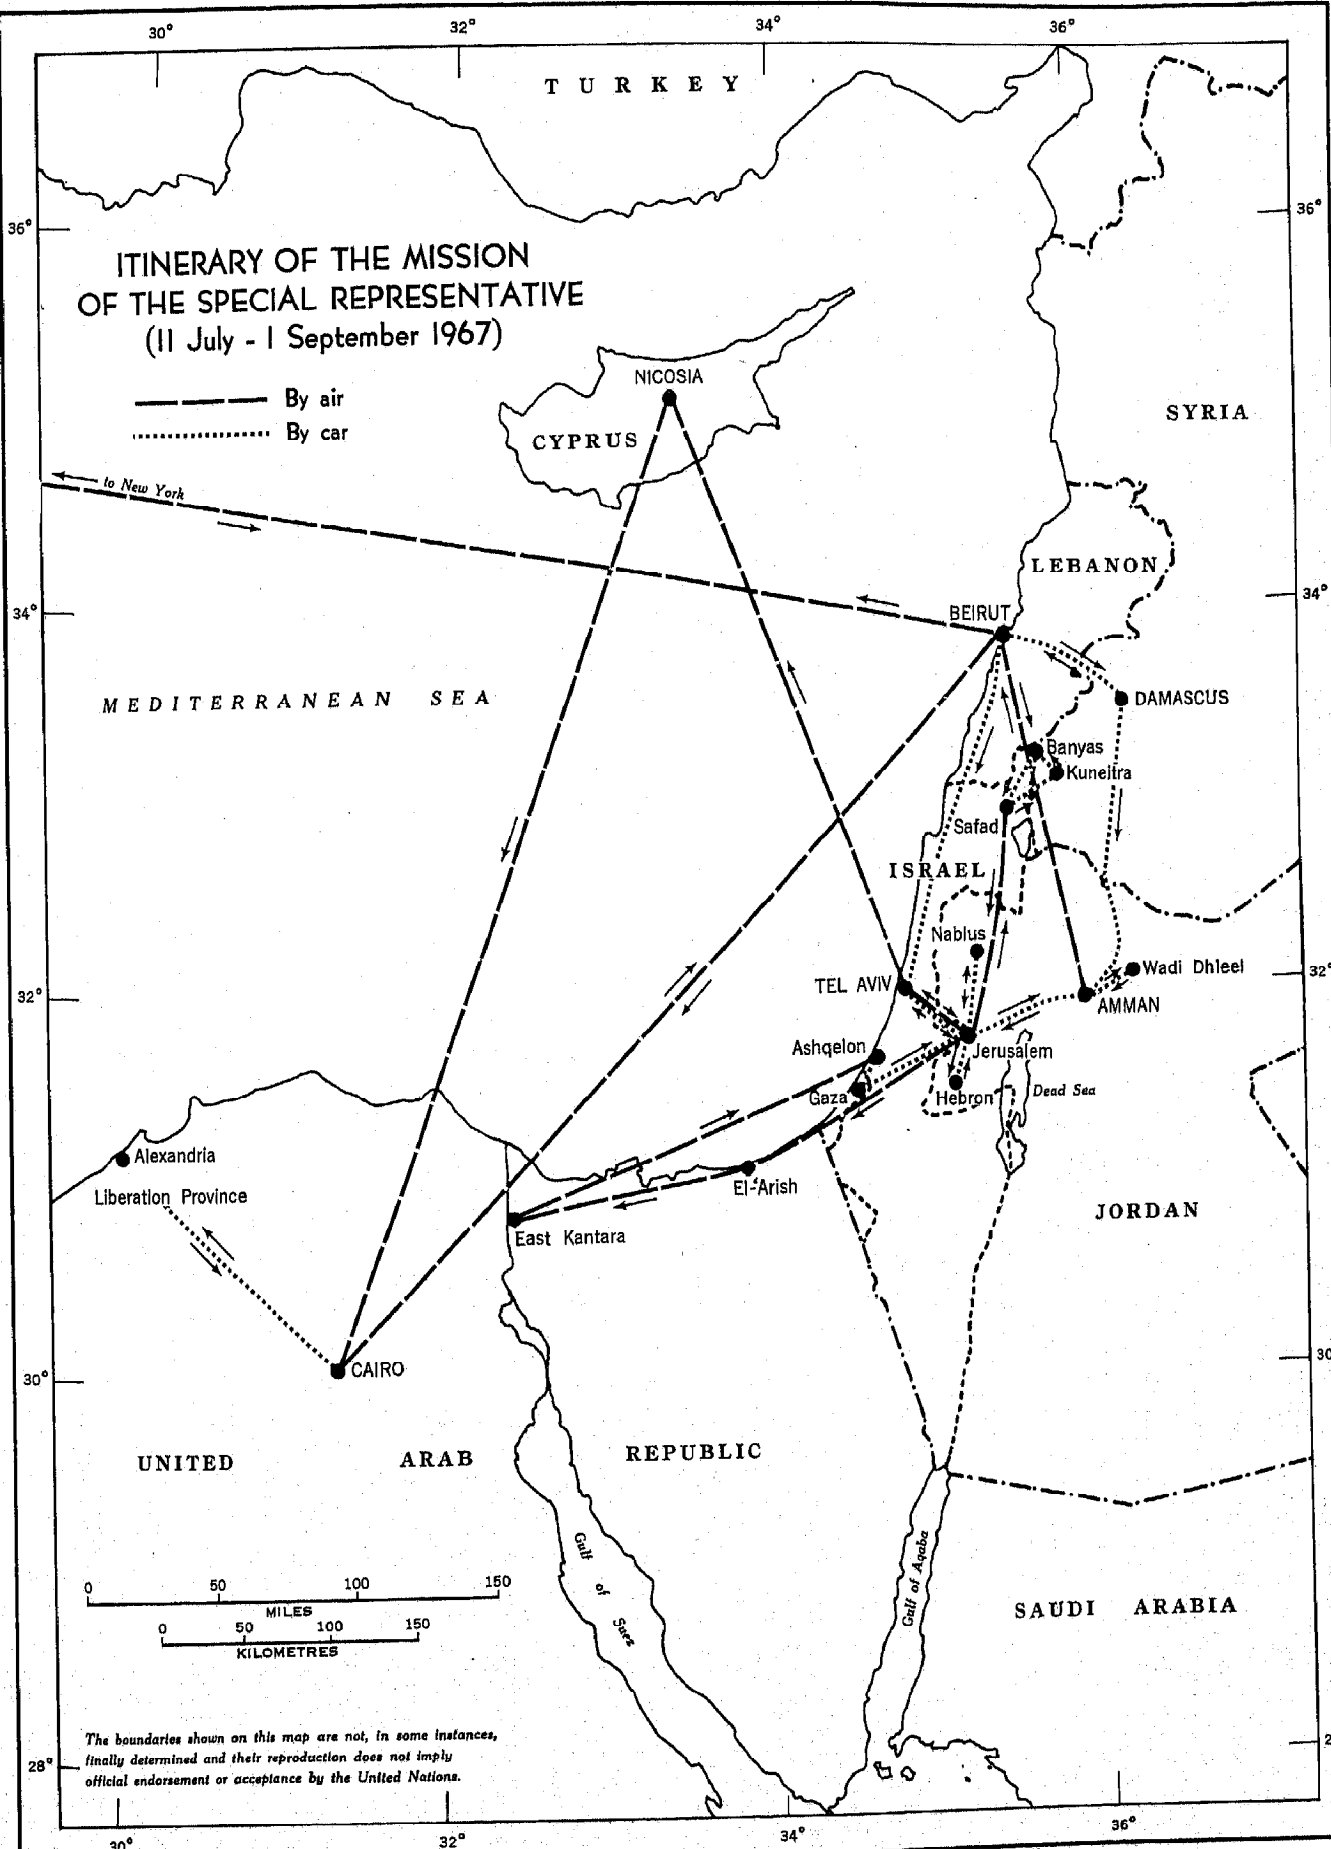 30° 32° 34° 36°
TURKEY
36° 36°
ITINERARY OF THE MISSION
OF THE SPECIAL REPRESENTATIVE
(11 July - 1 September 1967)
By air
By car
NICOSIA
CYPRUS
SYRIA
to New York
LEBANON
34° 34°
BEIRUT
MEDITERRANEAN SEA
DAMASCUS
Banyas
Kuneitra
Safad
ISRAEL
Nablus
Wadi Dhleel
32° 32°
TEL AVIV
AMMAN
Ashqelon
Jerusalem
Gaza
Hebron
Dead Sea
Alexandria
Liberation Province
El-Arish
JORDAN
East Kantara
30° 30
CAIRO
UNITED ARAB REPUBLIC
Gulf of Suez
Gulf of Aqaba
SAUDI ARABIA
0 50 100 150
MILES
0 50 100 150
KILOMETRES
The boundaries shown on this map are not, in some instances,
finally determined and their reproduction does not imply
official endorsement or acceptance by the United Nations.
28° 2
30° 32° 34° 36°